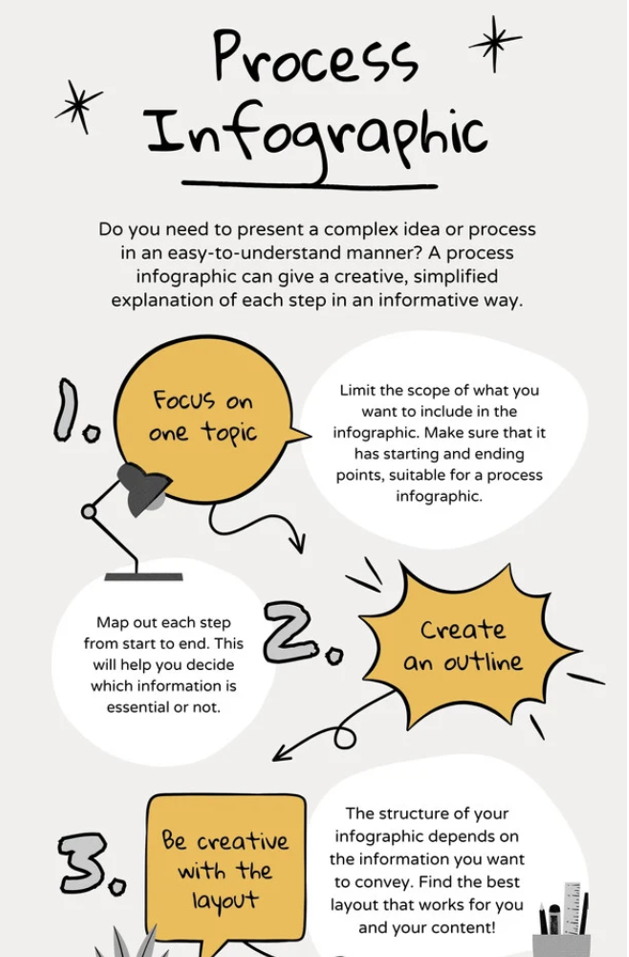 Process
Infographic
Do you need to present a complex idea or process
in an easy-to-understand manner? A process
infographic can give a creative, simplified
explanation of each step in an informative way.
1.
Focus on
one topic
Limit the scope of what you
want to include in the
infographic. Make sure that it
has starting and ending
points, suitable for a process
infographic.
2.
Create
an outline
Map out each step
from start to end. This
will help you decide
which information is
essential or not.
3.
Be creative
with the
layout
The structure of your
infographic depends on
the information you want
to convey. Find the best
layout that works for you
and your content!